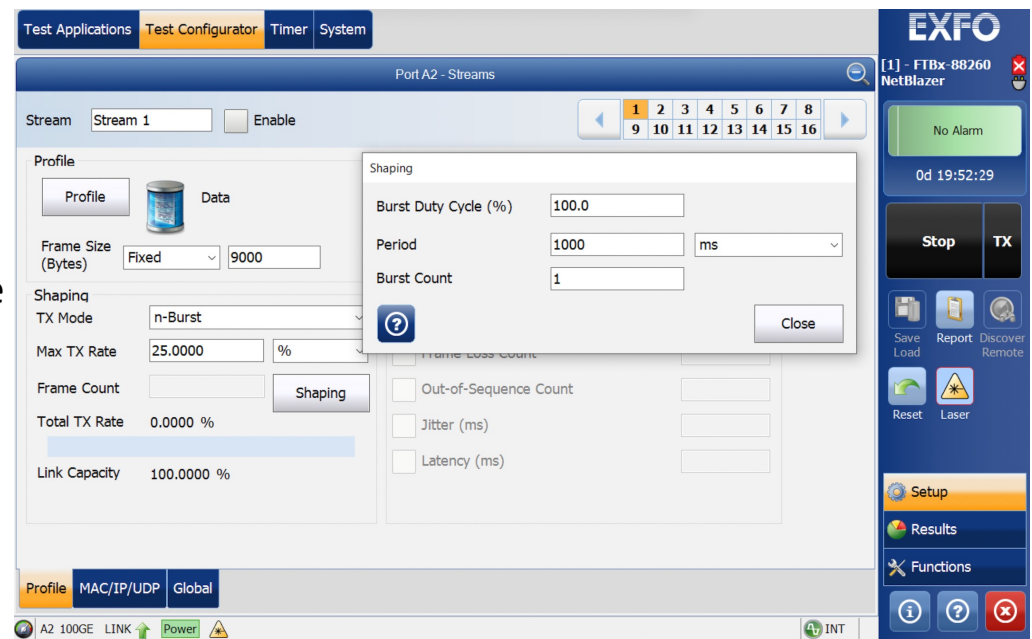 Test Applications Test Configurator Timer System
EXFO
[1] - FTBx-88260
NetBlazer
Port A2 - Streams
Stream Stream 1 Enable
1 2 3 4 5 6 7 8
9 10 11 12 13 14 15 16
No Alarm
0d 19:52:29
Profile
Profile Data
Frame Size
(Bytes) Fixed 9000
Shaping
Burst Duty Cycle (%) 100.0
Period 1000 ms
Burst Count 1
Close
Stop TX
Shaping
TX Mode n-Burst
Max TX Rate 25.0000 %
Frame Loss Count
Frame Count Shaping Out-of-Sequence Count
Total TX Rate 0.0000 % Jitter (ms)
Latency (ms)
Link Capacity 100.0000 %
Save
Load
Report
Discover
Remote
Reset Laser
Setup
Results
Functions
Profile MAC/IP/UDP Global
A2 100GE LINK Power INT
e